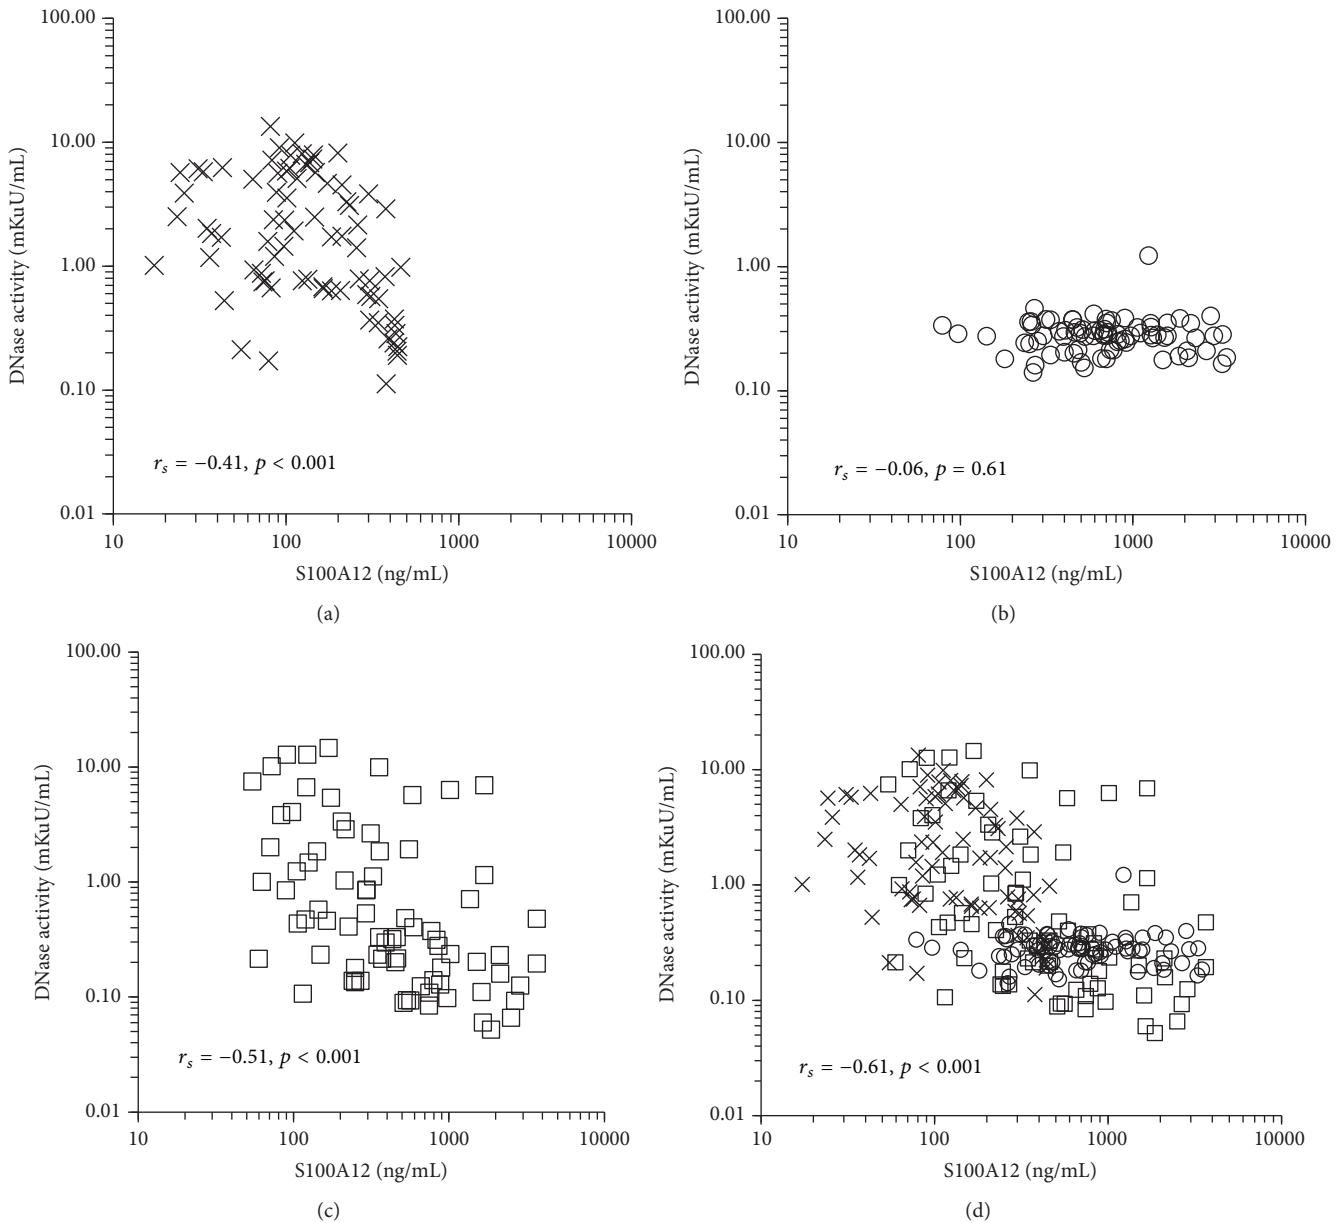 100.00
10.00
1.00
0.10
0.01
DNase activity (mKuU/mL)
r_s = −0.41, p < 0.001
10 100 1000 10000
S100A12 (ng/mL)
(a)
100.00
10.00
1.00
0.10
0.01
DNase activity (mKuU/mL)
r_s = −0.06, p = 0.61
10 100 1000 10000
S100A12 (ng/mL)
(b)
100.00
10.00
1.00
0.10
0.01
DNase activity (mKuU/mL)
r_s = −0.51, p < 0.001
10 100 1000 10000
S100A12 (ng/mL)
(c)
100.00
10.00
1.00
0.10
0.01
DNase activity (mKuU/mL)
r_s = −0.61, p < 0.001
10 100 1000 10000
S100A12 (ng/mL)
(d)